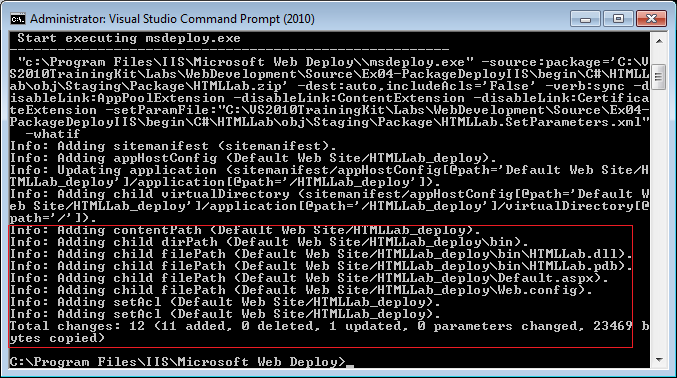 Administrator: Visual Studio Command Prompt (2010)
Start executing msdeploy.exe
-------------------------------------------------------
"c:\Program Files\IIS\Microsoft Web Deploy\\msdeploy.exe" -source:package='C:\V
S2010TrainingKit\Labs\WebDevelopment\Source\Ex04-PackageDeployIIS\begin\C#\HTMLL
ab\obj\Staging\Package\HTMLLab.zip' -dest:auto,includeAcls='False' -verb:sync -d
isableLink:AppPoolExtension -disableLink:ContentExtension -disableLink:Certifica
teExtension -setParamFile:"C:\VS2010TrainingKit\Labs\WebDevelopment\Source\Ex04-
PackageDeployIIS\begin\C#\HTMLLab\obj\Staging\Package\HTMLLab.SetParameters.xml"
-whatif
Info: Adding sitemanifest (sitemanifest).
Info: Adding appHostConfig (Default Web Site/HTMLLab_deploy).
Info: Updating application (sitemanifest/appHostConfig[@path='Default Web Site/H
TMLLab_deploy']/application[@path='/HTMLLab_deploy']).
Info: Adding child virtualDirectory (sitemanifest/appHostConfig[@path='Default W
eb Site/HTMLLab_deploy']/application[@path='/HTMLLab_deploy']/virtualDirectory[@
path='/']).
Info: Adding contentPath (Default Web Site/HTMLLab_deploy).
Info: Adding child dirPath (Default Web Site/HTMLLab_deploy\bin).
Info: Adding child filePath (Default Web Site/HTMLLab_deploy\bin\HTMLLab.dll).
Info: Adding child filePath (Default Web Site/HTMLLab_deploy\bin\HTMLLab.pdb).
Info: Adding child filePath (Default Web Site/HTMLLab_deploy\Default.aspx).
Info: Adding child filePath (Default Web Site/HTMLLab_deploy\Web.config).
Info: Adding setAcl (Default Web Site/HTMLLab_deploy).
Info: Adding setAcl (Default Web Site/HTMLLab_deploy).
Total changes: 12 (11 added, 0 deleted, 1 updated, 0 parameters changed, 23469 b
ytes copied)
C:\Program Files\IIS\Microsoft Web Deploy>_